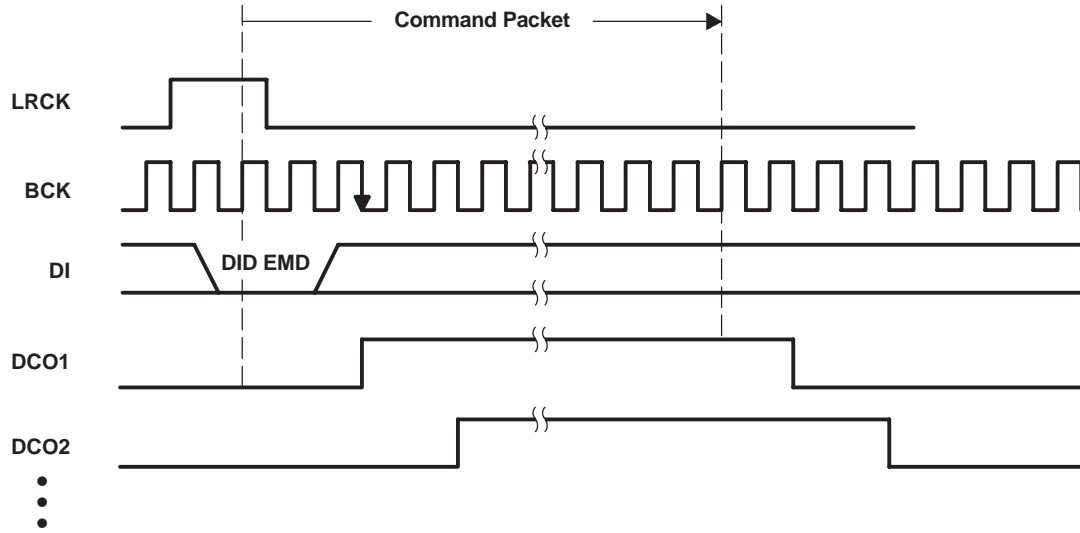 Command Packet
LRCK
BCK
DI
DID EMD
DCO1
DCO2